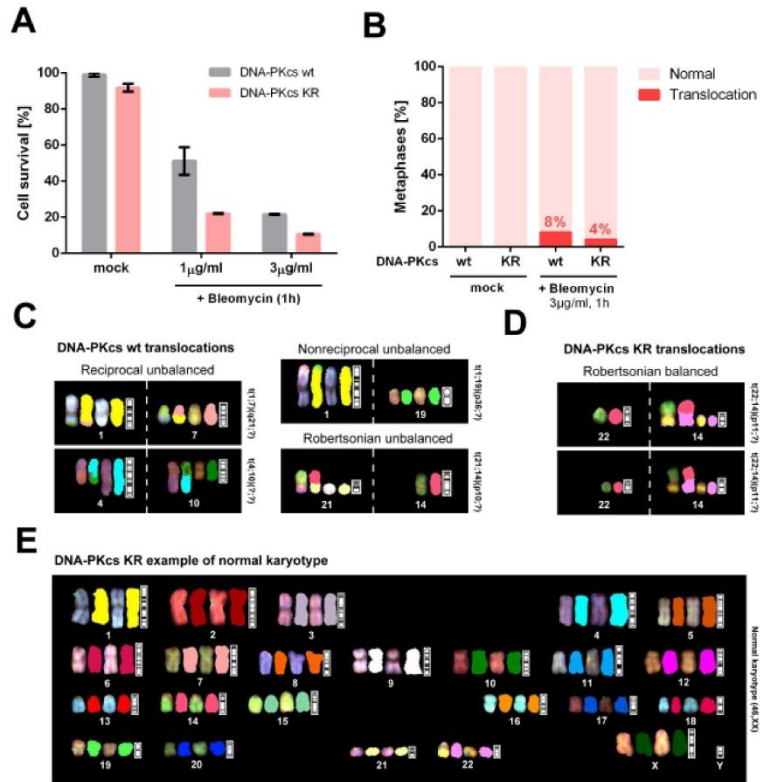 A
Cell survival [%]
100
80
60
40
20
0
DNA-PKcs wt
DNA-PKcs KR
mock
1µg/ml
3µg/ml
+ Bleomycin (1h)
B
Metaphases [%]
100
80
60
40
20
0
Normal
Translocation
8%
4%
DNA-PKcs wt KR wt KR
mock
+ Bleomycin
3µg/ml, 1h
C
DNA-PKcs wt translocations
Reciprocal unbalanced
1
7
t(1;7)(q21;?)
4
10
t(4;10)(?;?)
Nonreciprocal unbalanced
1
19
t(1;19)(p36;?)
Robertsonian unbalanced
21
14
t(21;14)(p10;?)
D
DNA-PKcs KR translocations
Robertsonian balanced
22
14
t(22;14)(p11;?)
22
14
t(22;14)(p11;?)
E
DNA-PKcs KR example of normal karyotype
1 2 3 4 5
6 7 8 9 10 11 12
13 14 15 16 17 18
19 20 21 22 X Y
Normal karyotype (46,XX)